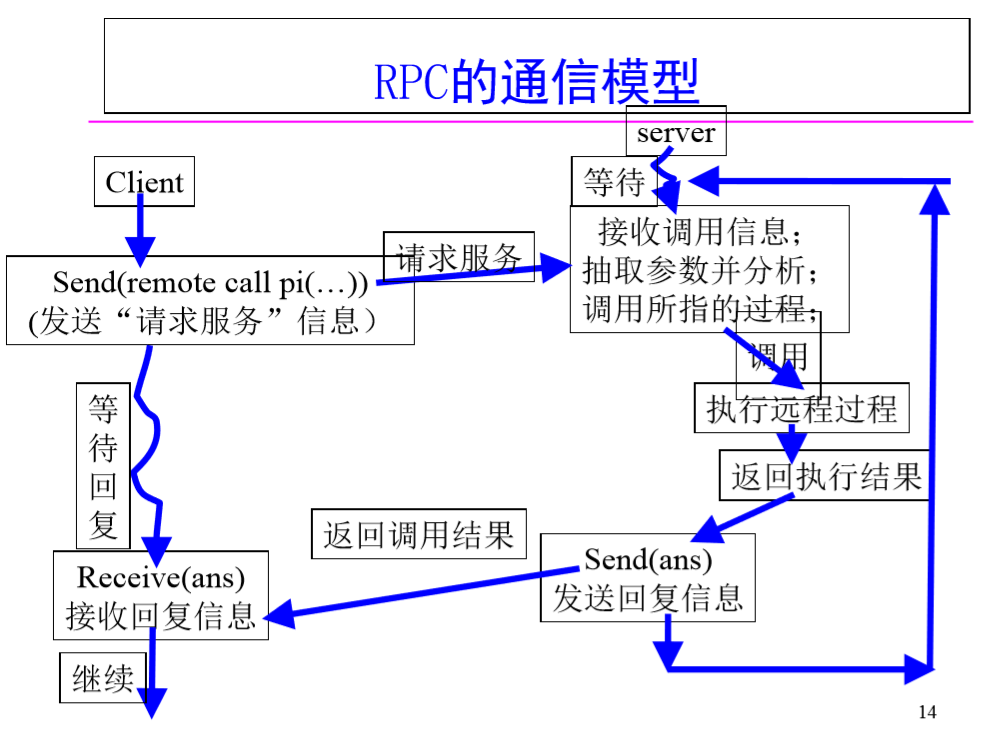 RPC的通信模型
server
Client
等待
接收调用信息；
抽取参数并分析；
调用所指的过程；
请求服务
Send(remote call pi(…))
(发送“请求服务”信息）
调用
等
待
回
复
执行远程过程
返回执行结果
返回调用结果
Send(ans)
发送回复信息
Receive(ans)
接收回复信息
继续
14